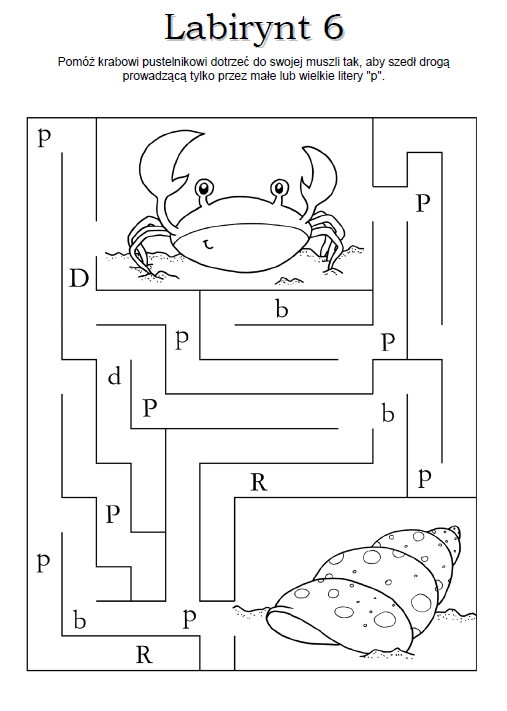 Labirynt 6
Pomóż krabowi pustelnikowi dotrzeć do swojej muszli tak, aby szedł drogą
prowadzącą tylko przez małe lub wielkie litery "p".
p
P
D
b
p
P
d
P
b
R
p
P
p
b
p
R